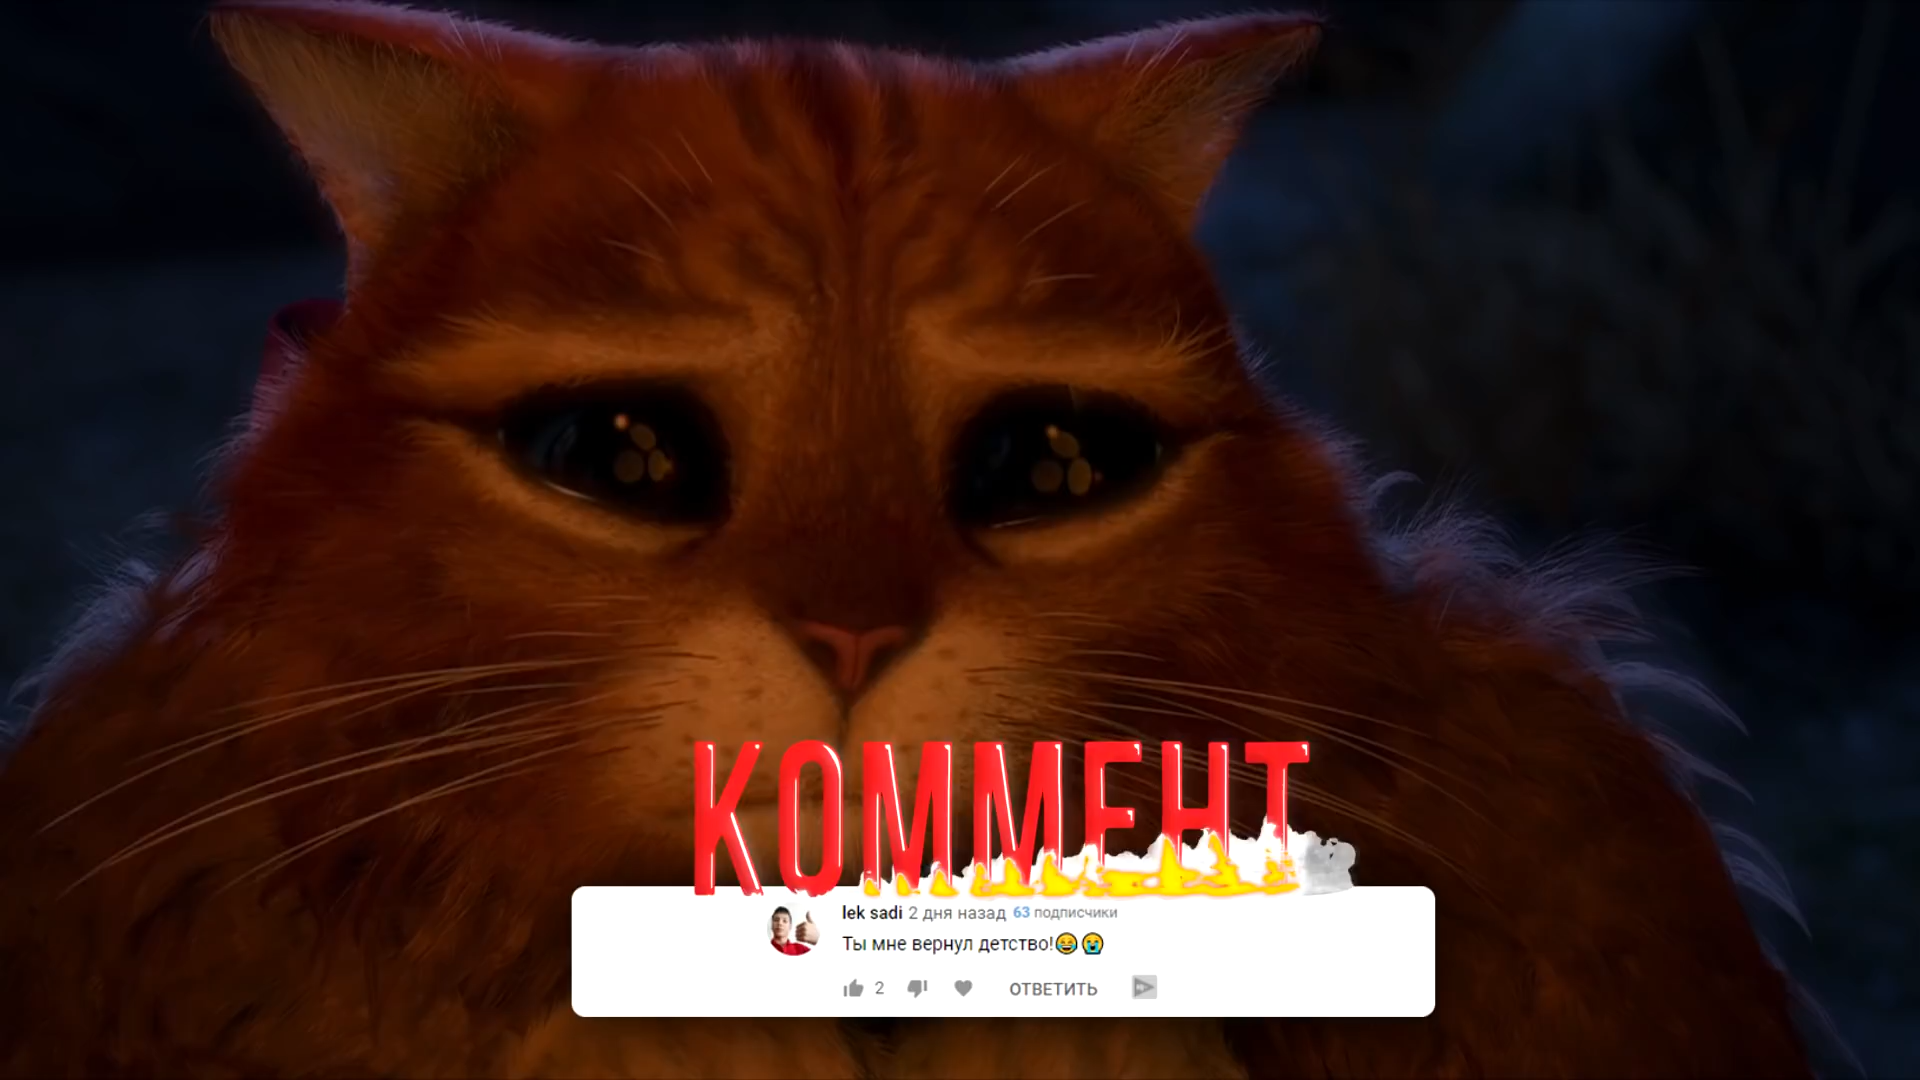 КОММЕНТ
lek sadi 2 дня назад 63 подписчики
Ты мне вернул детство!😂😭
2 ОТВЕТИТЬ